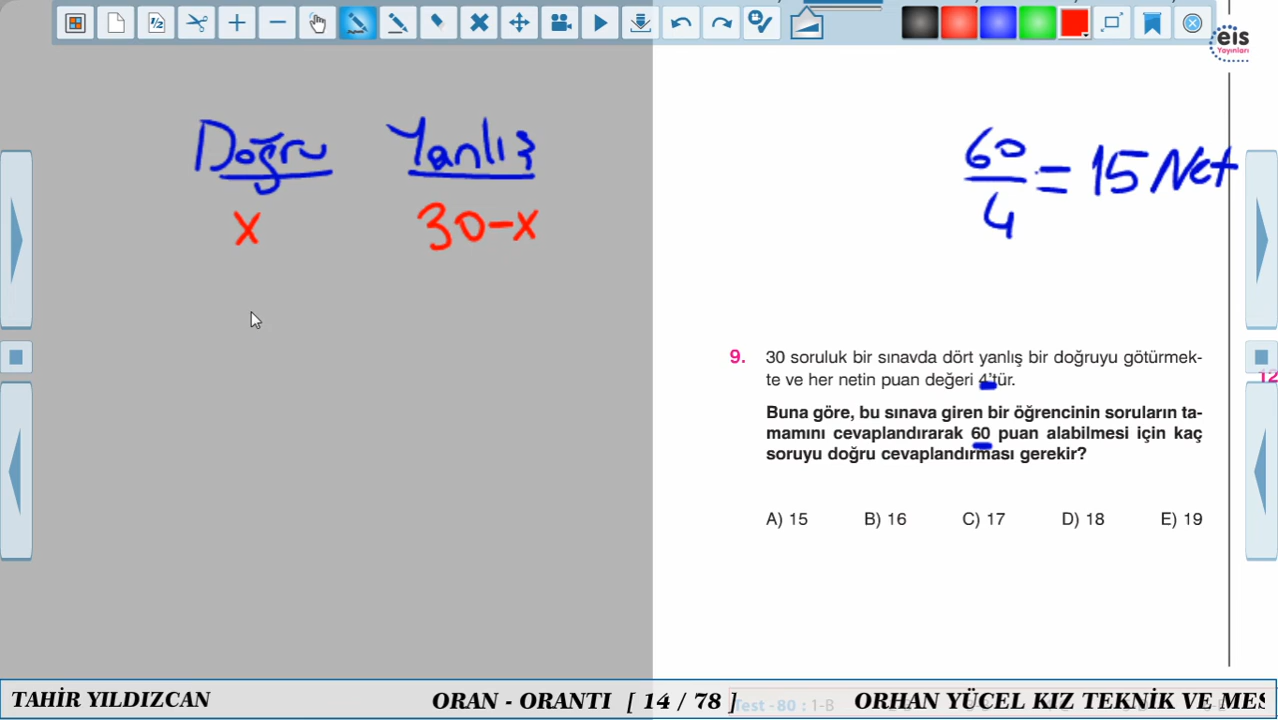 eis
Yayınları
Doğru Yanlış
x 30-x
60/4 = 15 Net
9. 30 soruluk bir sınavda dört yanlış bir doğruyu götürmek-
te ve her netin puan değeri 4'tür.
Buna göre, bu sınava giren bir öğrencinin soruların ta-
mamını cevaplandırarak 60 puan alabilmesi için kaç
soruyu doğru cevaplandırması gerekir?
A) 15 B) 16 C) 17 D) 18 E) 19
12
TAHİR YILDIZCAN ORAN - ORANTI [ 14 / 78 ] ORHAN YÜCEL KIZ TEKNİK VE MES
Test - 80 : 1-B